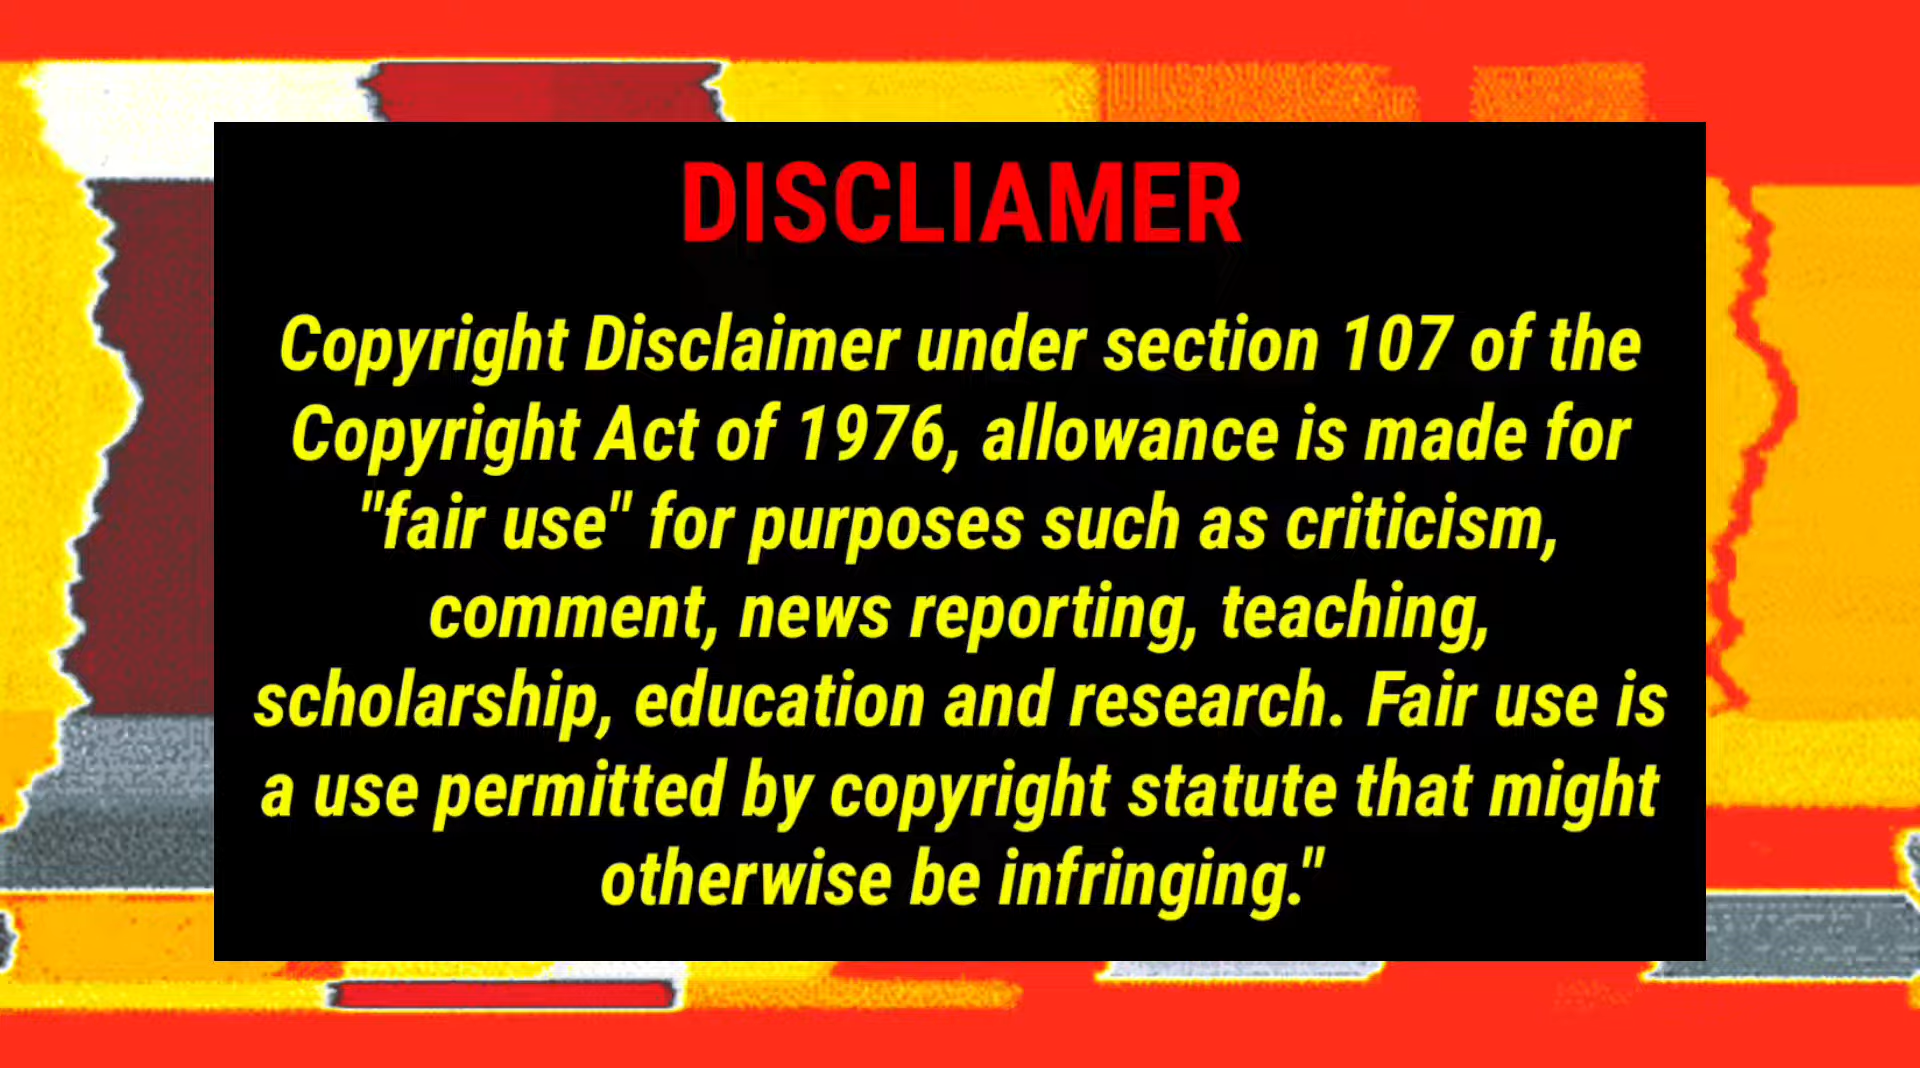 DISCLIAMER
Copyright Disclaimer under section 107 of the
Copyright Act of 1976, allowance is made for
"fair use" for purposes such as criticism,
comment, news reporting, teaching,
scholarship, education and research. Fair use is
a use permitted by copyright statute that might
otherwise be infringing."